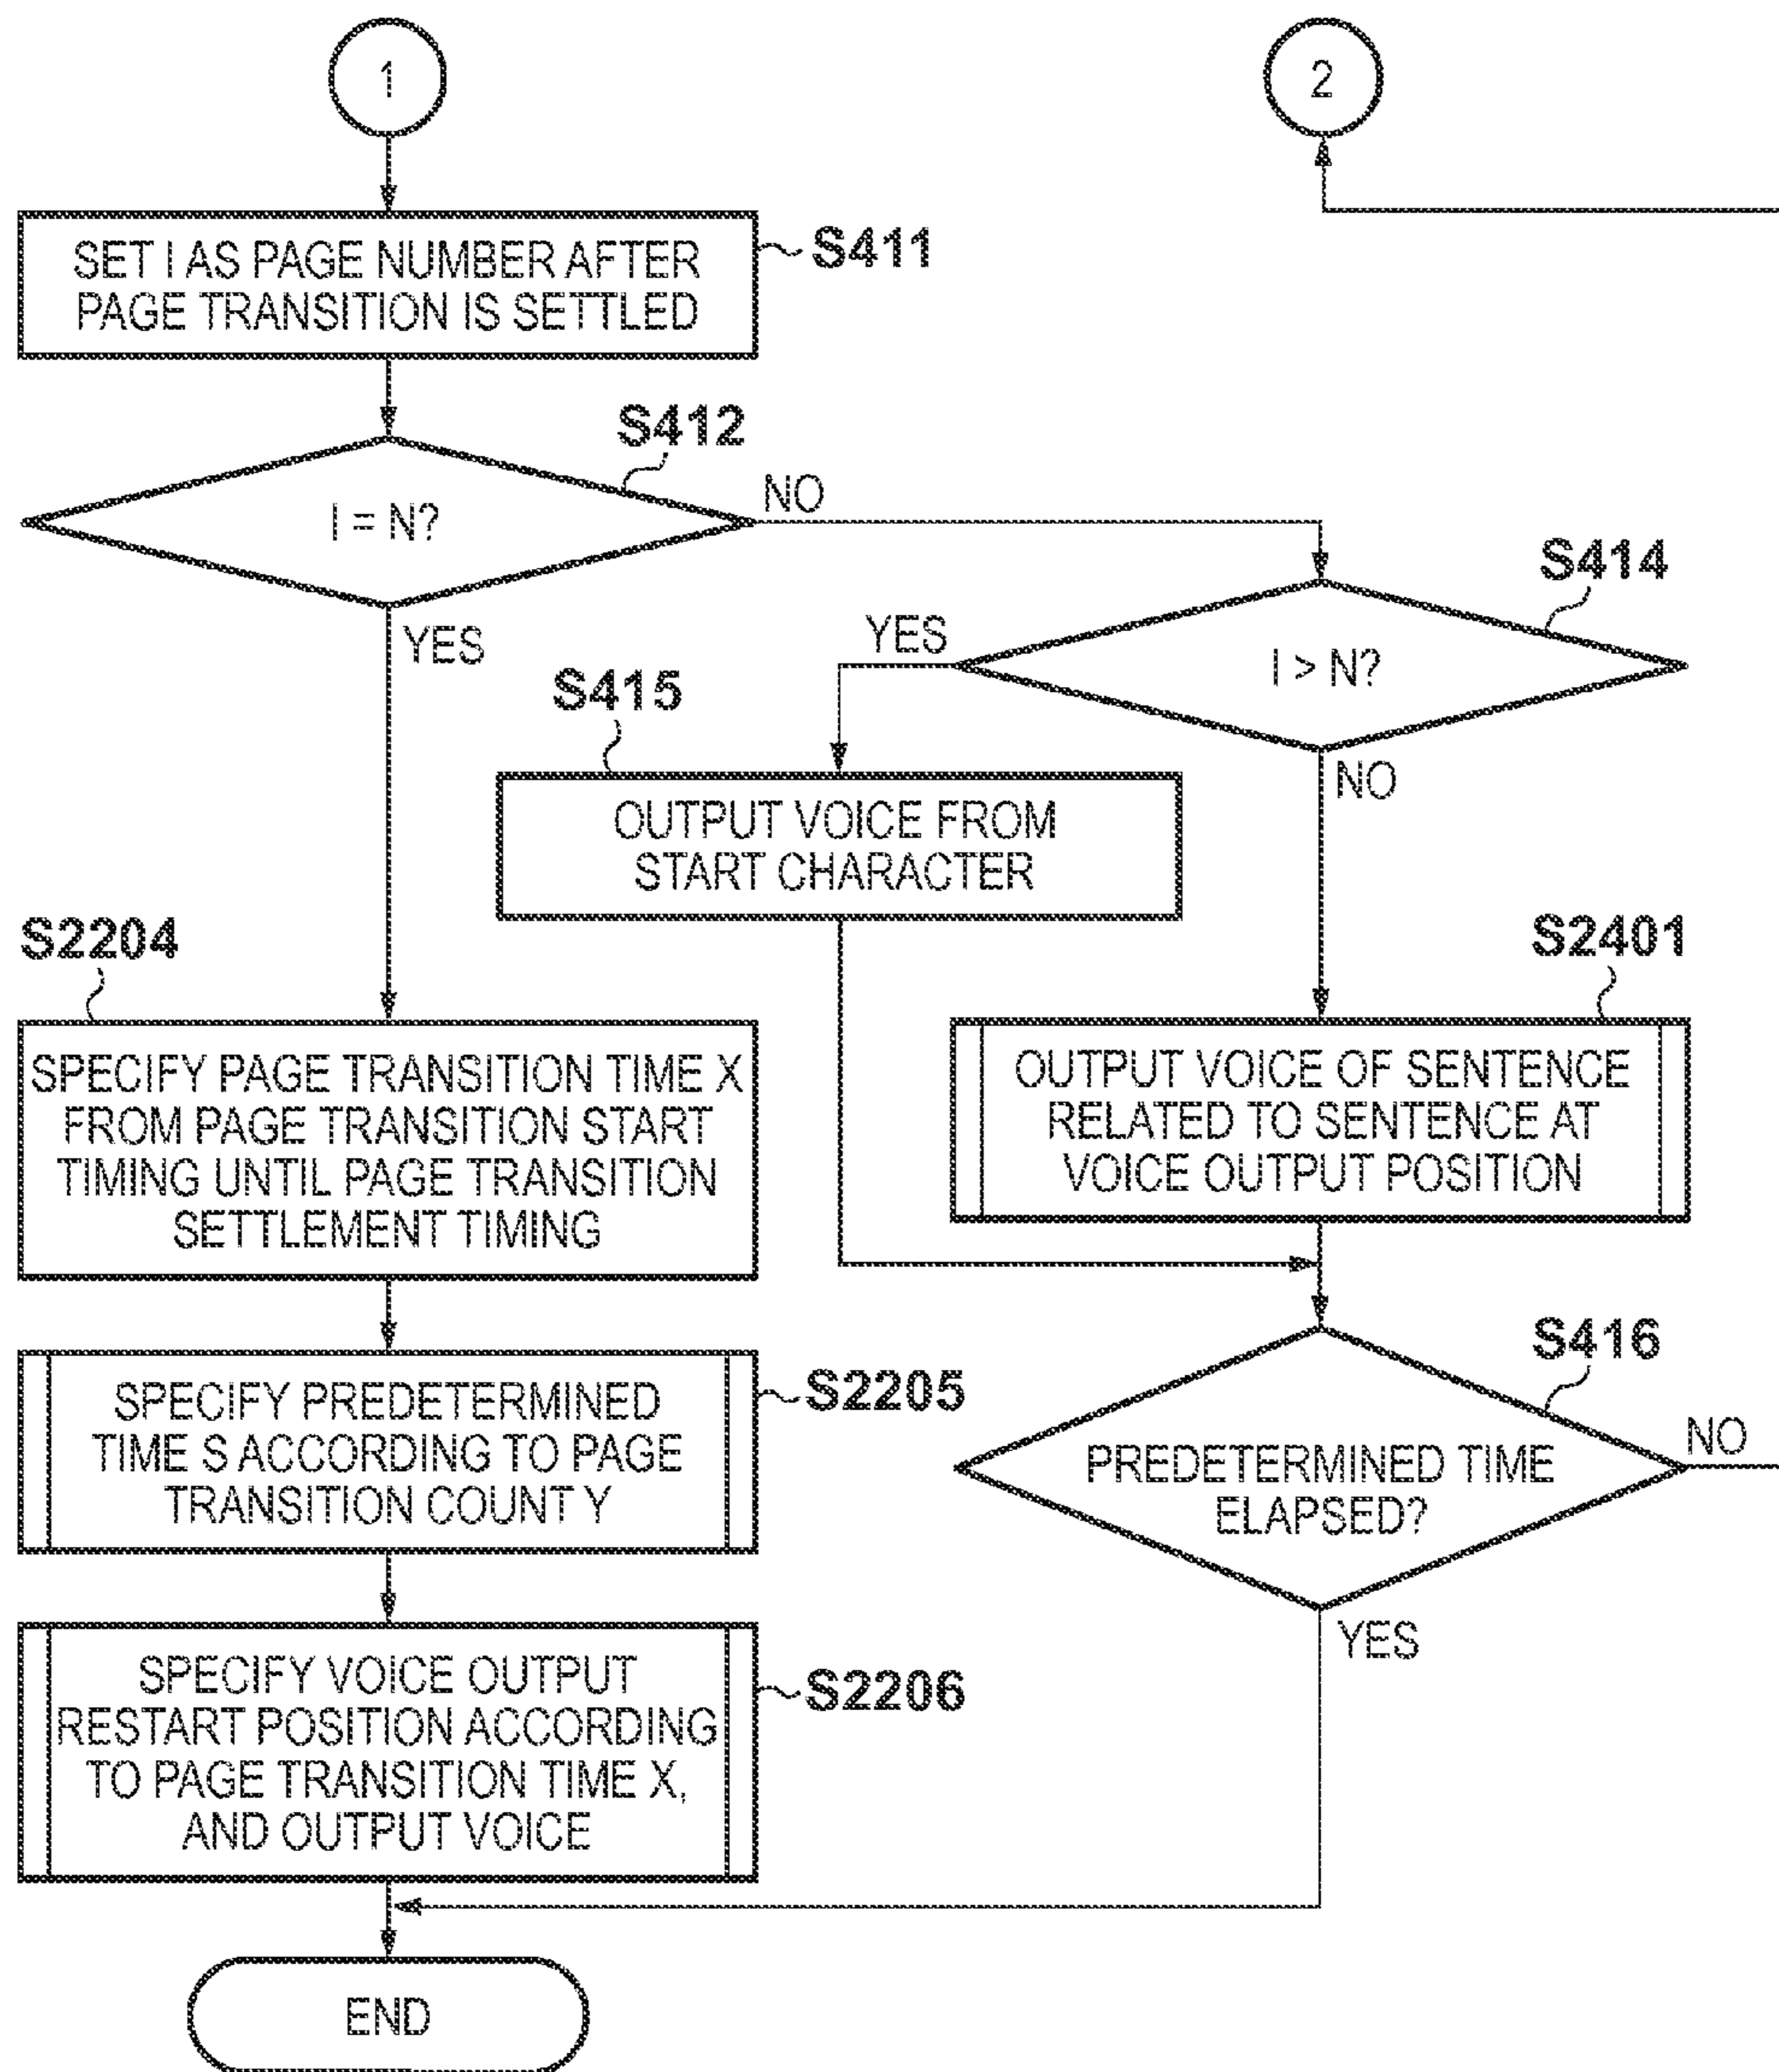 1
2
SET I AS PAGE NUMBER AFTER
PAGE TRANSITION IS SETTLED
S411
S412
I = N?
NO
YES
S414
I > N?
YES
NO
S415
OUTPUT VOICE FROM
START CHARACTER
S2204
SPECIFY PAGE TRANSITION TIME X
FROM PAGE TRANSITION START
TIMING UNTIL PAGE TRANSITION
SETTLEMENT TIMING
S2401
OUTPUT VOICE OF SENTENCE
RELATED TO SENTENCE AT
VOICE OUTPUT POSITION
SPECIFY PREDETERMINED
TIME S ACCORDING TO PAGE
TRANSITION COUNT Y
S2205
S416
PREDETERMINED TIME
ELAPSED?
NO
YES
SPECIFY VOICE OUTPUT
RESTART POSITION ACCORDING
TO PAGE TRANSITION TIME X,
AND OUTPUT VOICE
S2206
END